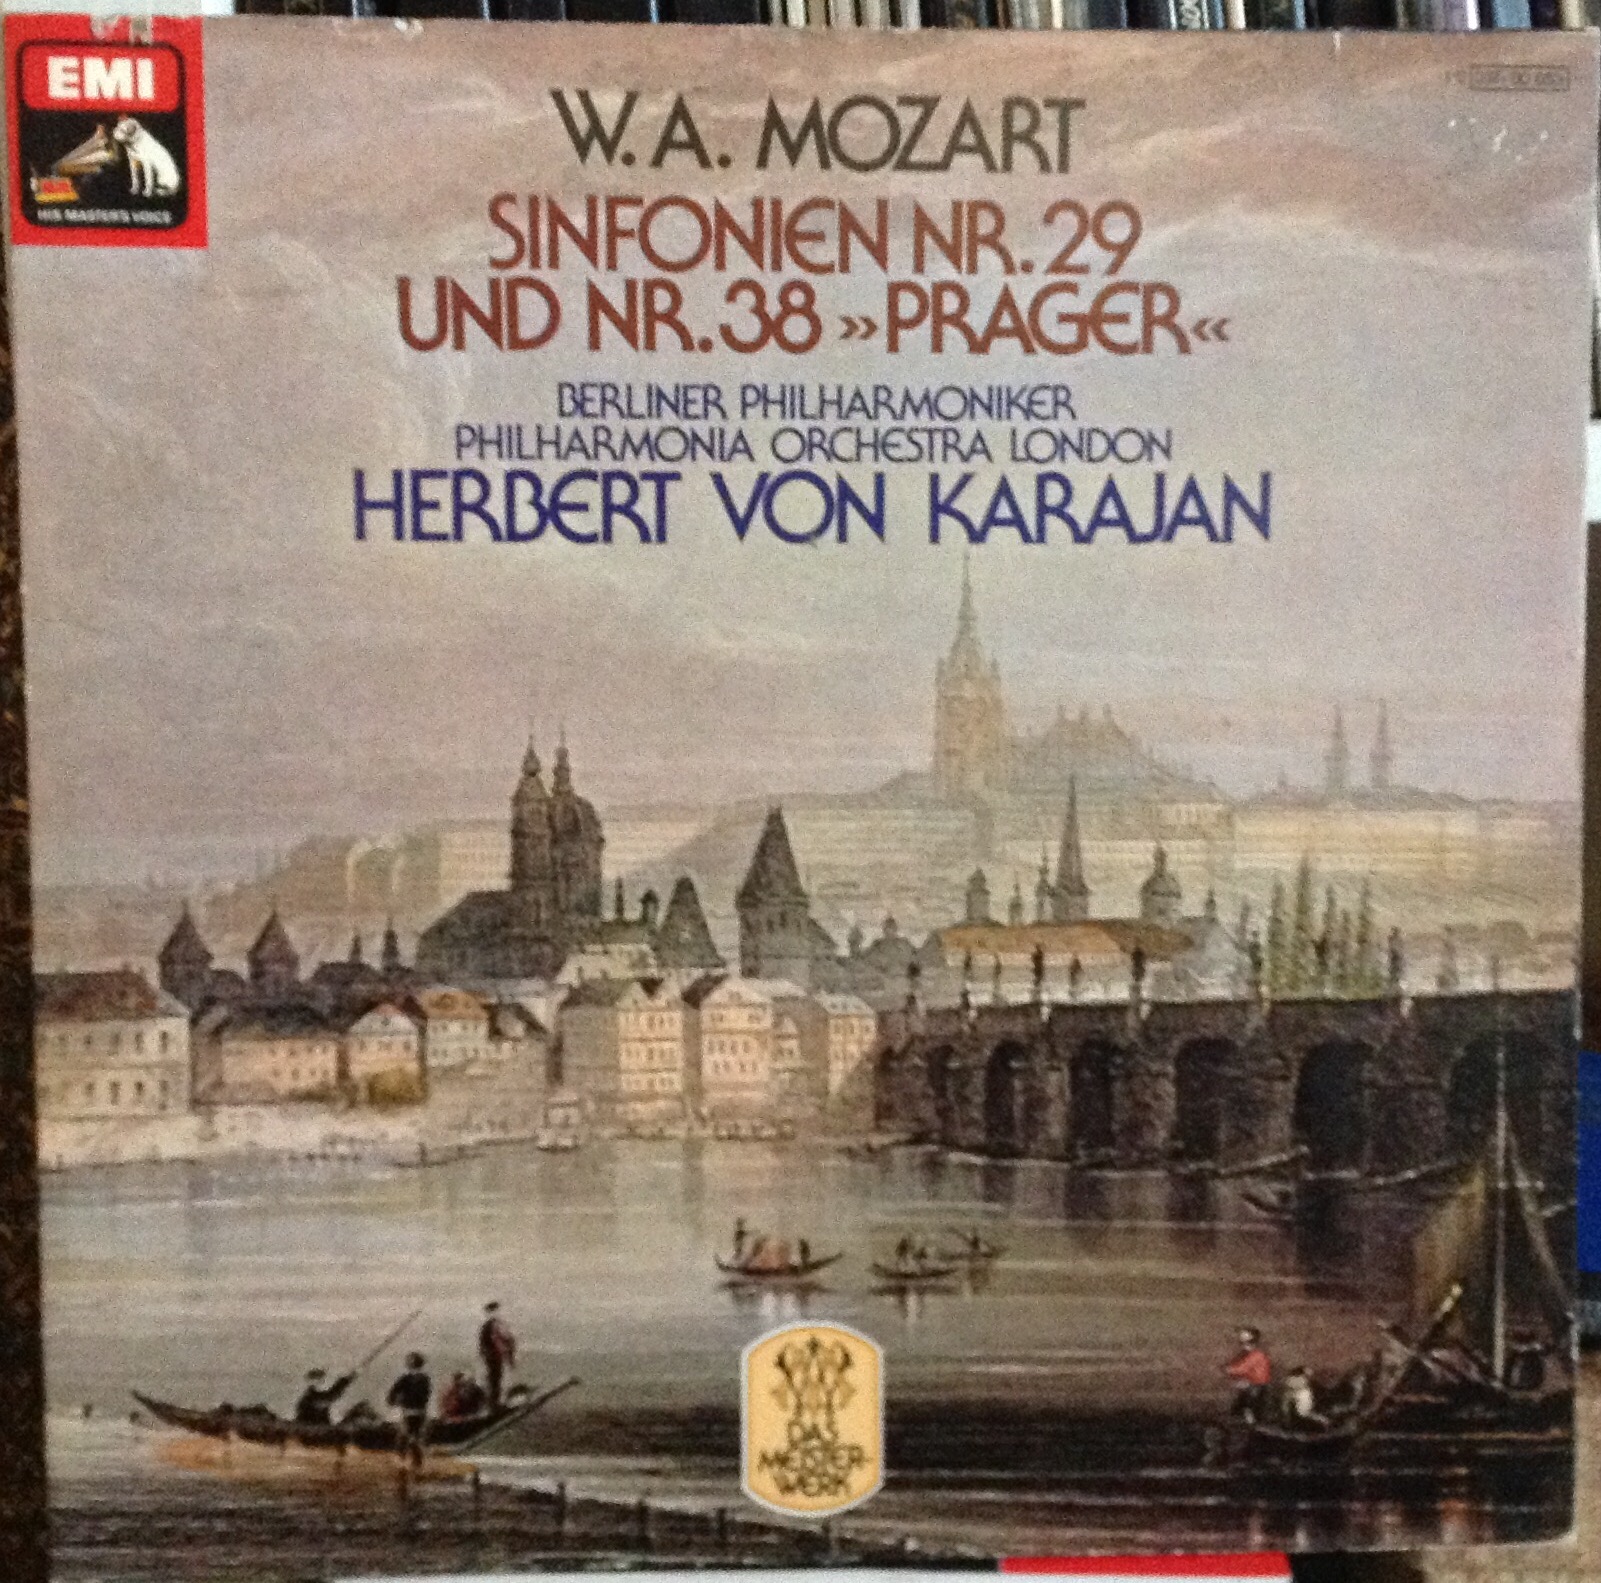 EMI
HIS MASTER'S VOICE
W. A. MOZART
SINFONIEN NR. 29
UND NR. 38 »PRAGER«
BERLINER PHILHARMONIKER
PHILHARMONIA ORCHESTRA LONDON
HERBERT VON KARAJAN
DAS
MEISTER-
WERK